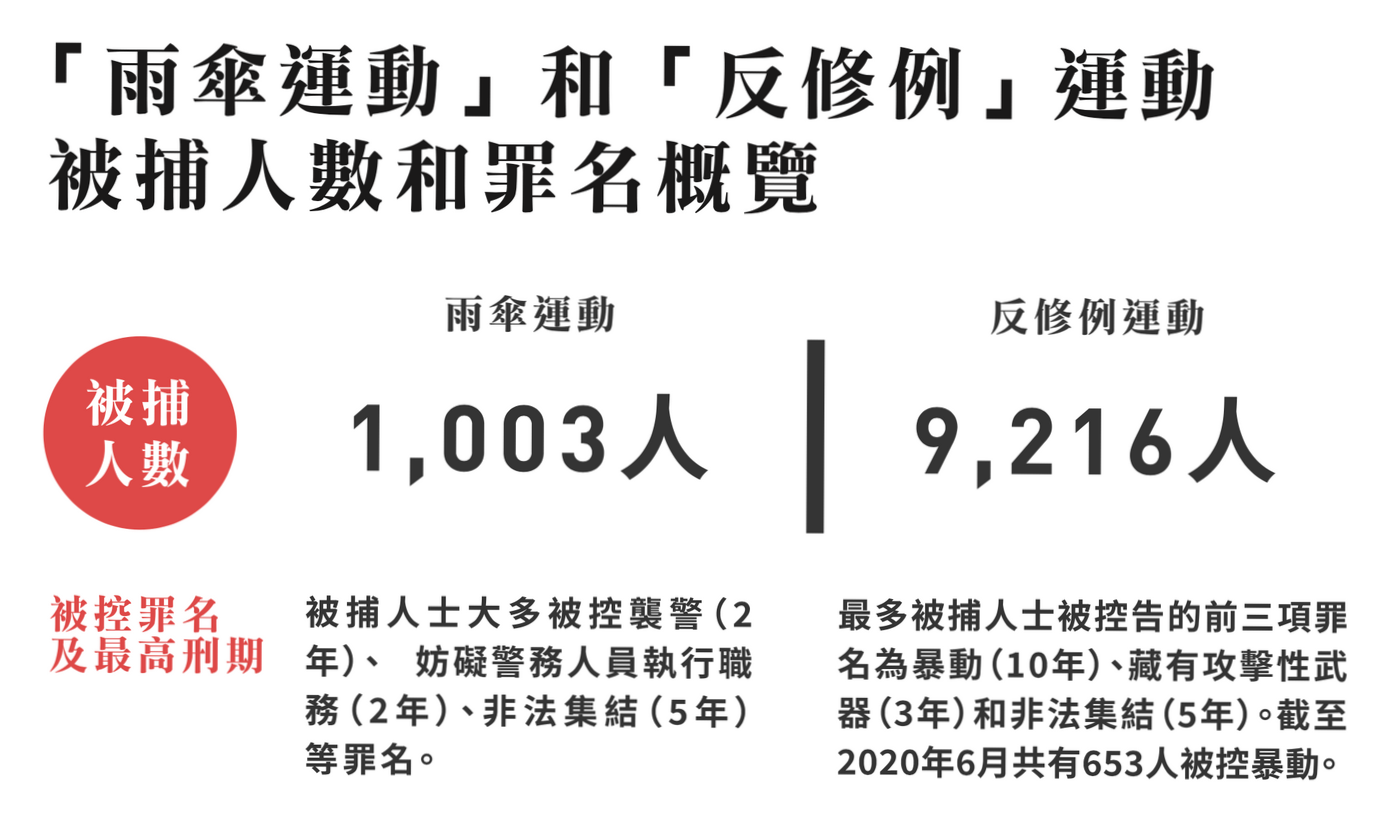 「雨傘運動」和「反修例」運動
被捕人數和罪名概覽
雨傘運動
反修例運動
被捕
人數
1,003人
9,216人
被控罪名
及最高刑期
被捕人士大多被控襲警（2
年）、 妨礙警務人員執行職
務（2年）、非法集結（5年）
等罪名。
最多被捕人士被控告的前三項罪
名為暴動（10年）、藏有攻擊性武
器（3年）和非法集結（5年）。截至
2020年6月共有653人被控暴動。